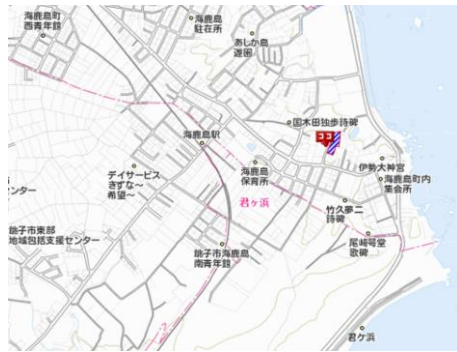 海鹿島町
西青年館
海鹿島
駐在所
あしか島
遊園
国木田独歩詩碑
ココ
海鹿島駅
伊勢大神宮
海鹿島町内
集会所
デイサービス
きずな~
希望~
海鹿島
保育所
君ヶ浜
竹久夢二
詩碑
センター
銚子市東部
地域包括支援センター
銚子市海鹿島
南青年館
尾崎咢堂
歌碑
君ケ浜